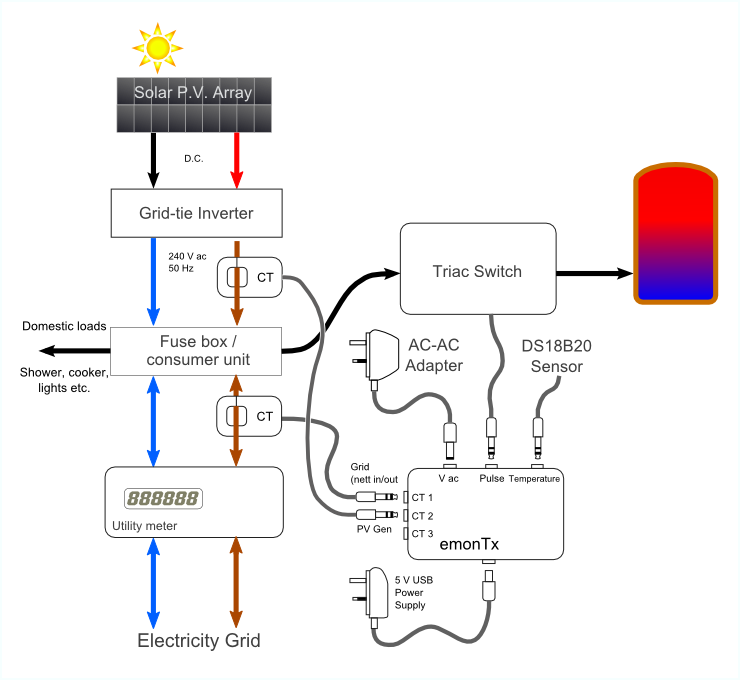 Solar P.V. Array
D.C.
Grid-tie Inverter
240 V ac
50 Hz
CT
Triac Switch
Domestic loads
Fuse box /
consumer unit
Shower, cooker,
lights etc.
AC-AC
Adapter
DS18B20
Sensor
CT
Grid
(nett in/out
V ac
Pulse
Temperature
CT 1
CT 2
CT 3
PV Gen
emonTx
888888
Utility meter
5 V USB
Power
Supply
Electricity Grid